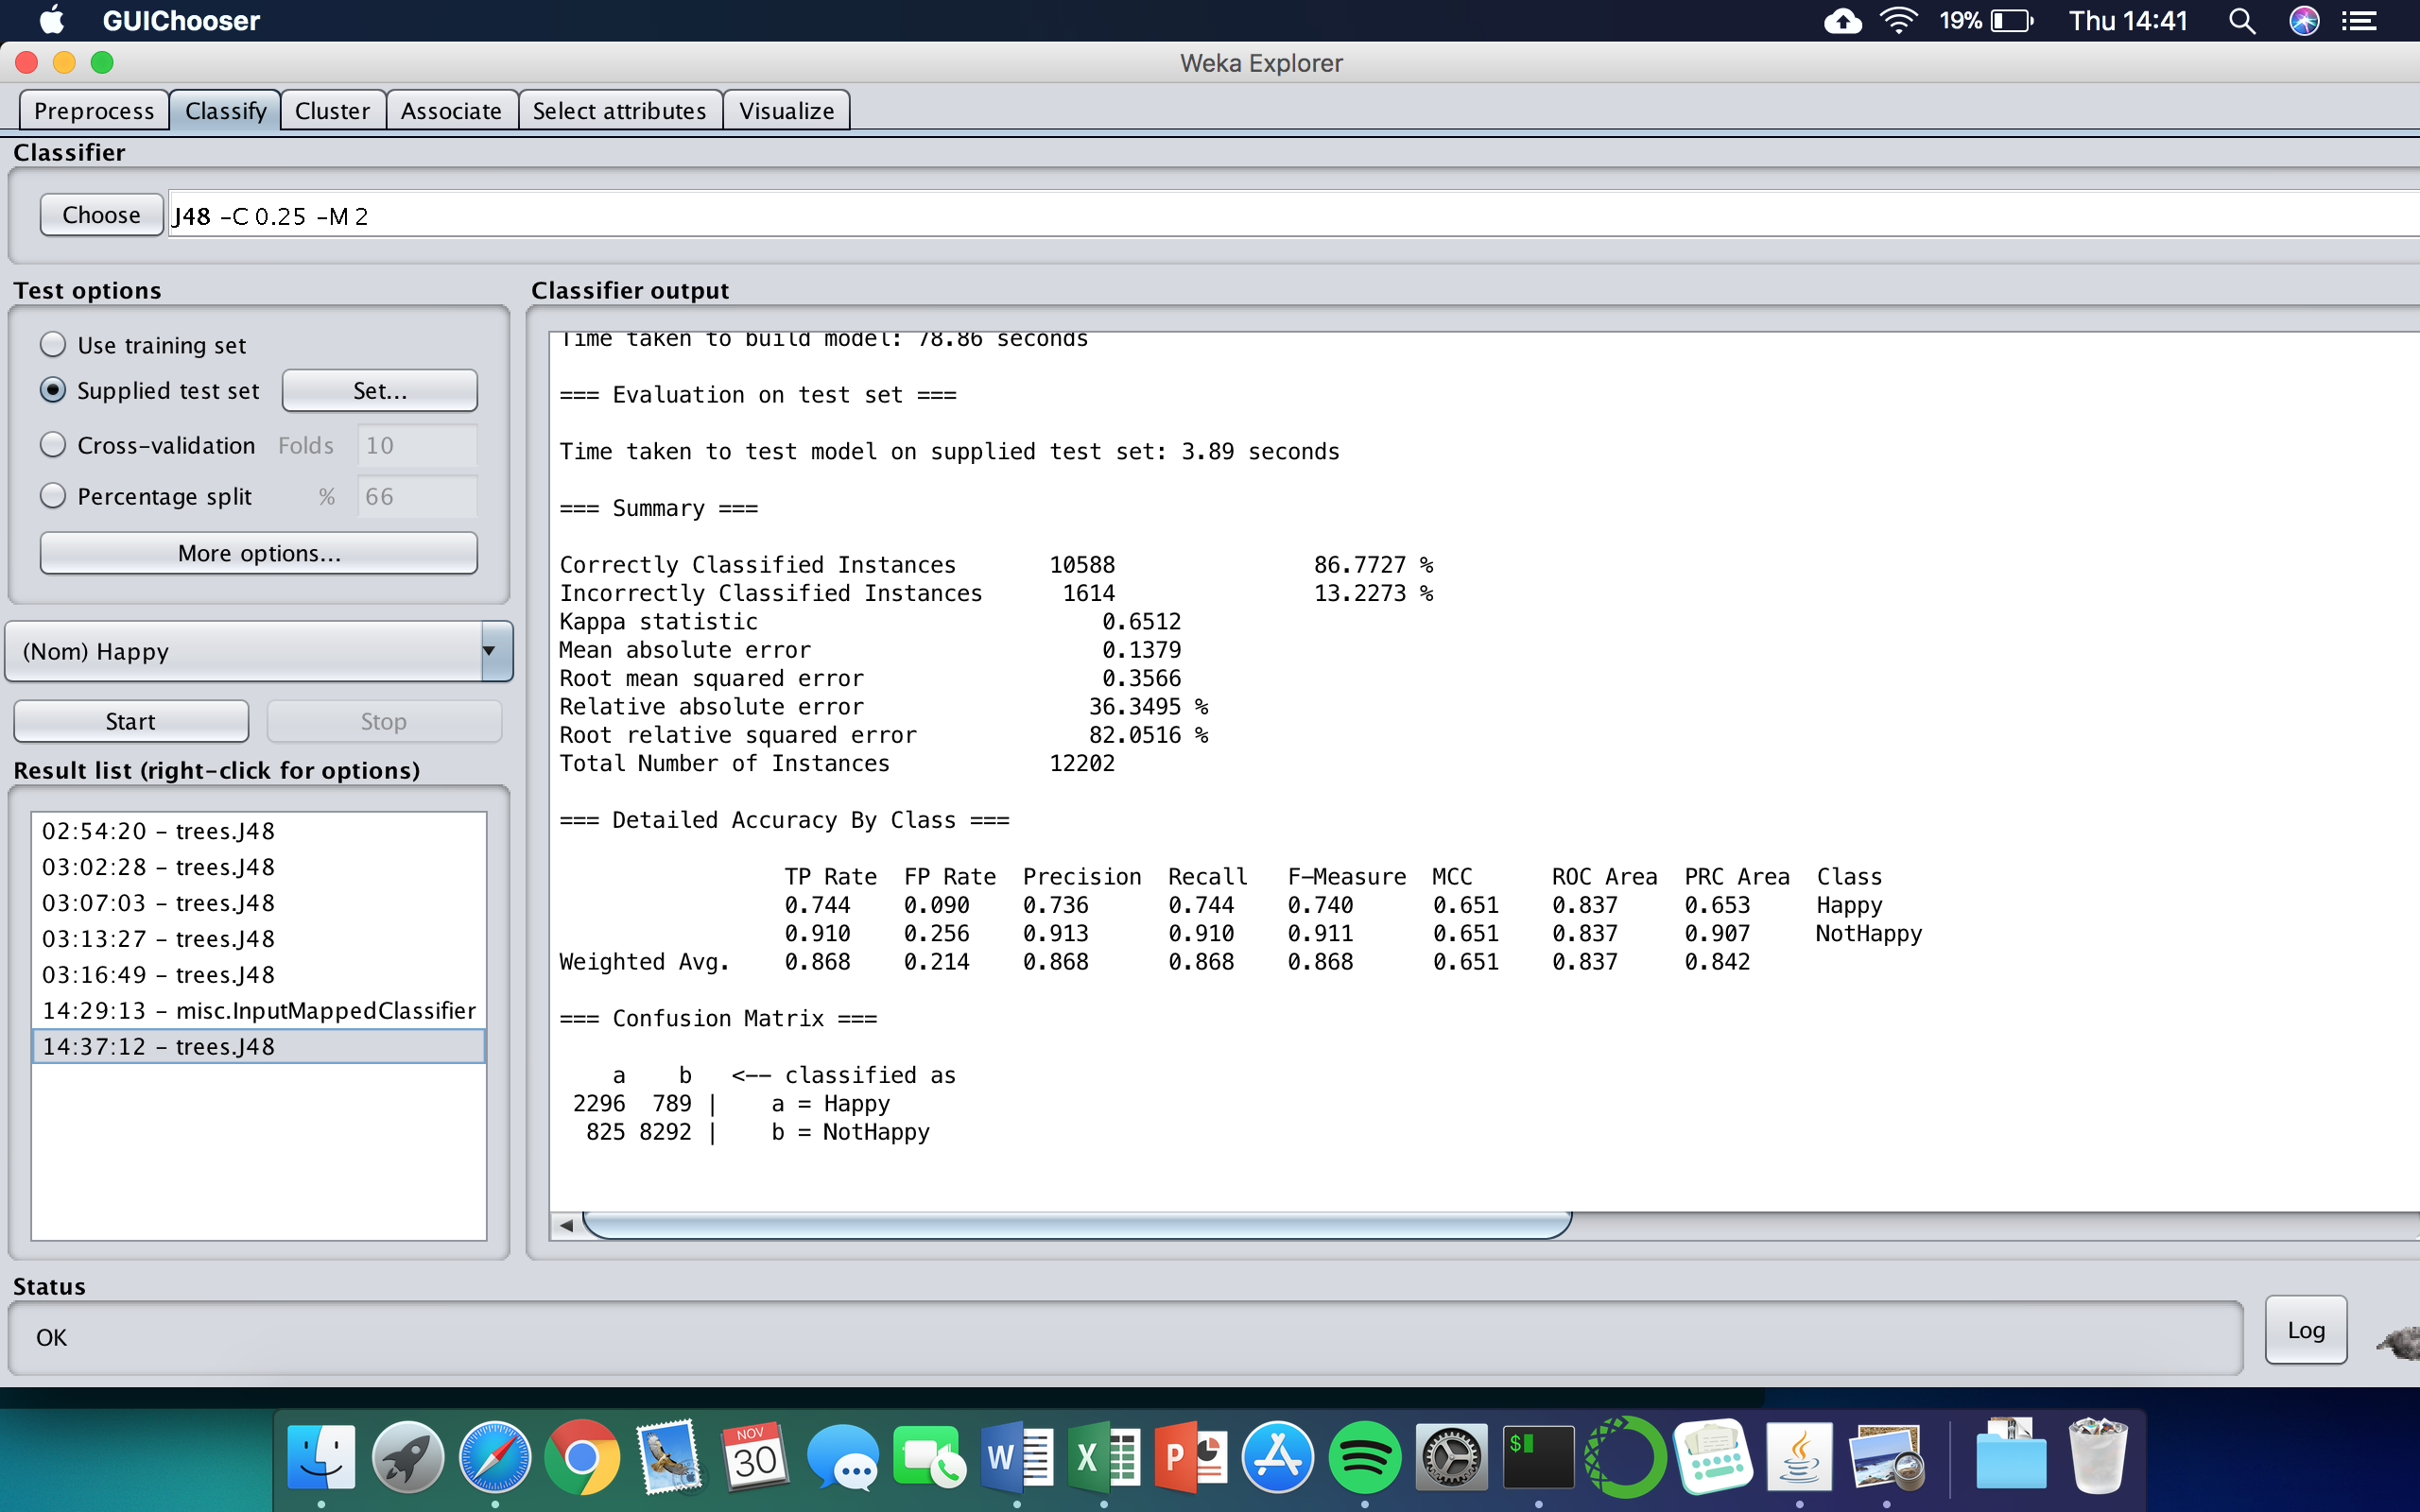 GUIChooser 19% Thu 14:41
Weka Explorer
Preprocess Classify Cluster Associate Select attributes Visualize
Classifier
Choose J48 -C 0.25 -M 2
Test options
Use training set
Supplied test set Set...
Cross-validation Folds 10
Percentage split % 66
More options...
(Nom) Happy
Start Stop
Result list (right-click for options)
02:54:20 - trees.J48
03:02:28 - trees.J48
03:07:03 - trees.J48
03:13:27 - trees.J48
03:16:49 - trees.J48
14:29:13 - misc.InputMappedClassifier
14:37:12 - trees.J48
Classifier output
Time taken to build model: 78.86 seconds
=== Evaluation on test set ===
Time taken to test model on supplied test set: 3.89 seconds
=== Summary ===
Correctly Classified Instances 10588 86.7727 %
Incorrectly Classified Instances 1614 13.2273 %
Kappa statistic 0.6512
Mean absolute error 0.1379
Root mean squared error 0.3566
Relative absolute error 36.3495 %
Root relative squared error 82.0516 %
Total Number of Instances 12202
=== Detailed Accuracy By Class ===
TP Rate FP Rate Precision Recall F-Measure MCC ROC Area PRC Area Class
0.744 0.090 0.736 0.744 0.740 0.651 0.837 0.653 Happy
0.910 0.256 0.913 0.910 0.911 0.651 0.837 0.907 NotHappy
Weighted Avg. 0.868 0.214 0.868 0.868 0.868 0.651 0.837 0.842
=== Confusion Matrix ===
a b <-- classified as
2296 789 | a = Happy
825 8292 | b = NotHappy
Status
OK
Log
NOV
30
W
X
P
$